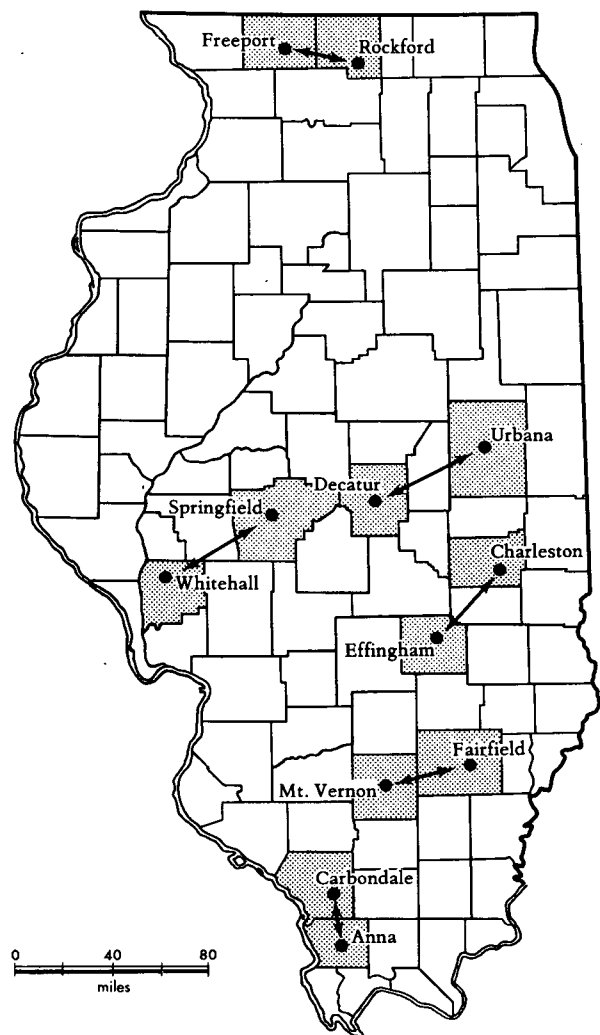 Freeport
Rockford
Urbana
Decatur
Springfield
Charleston
Whitehall
Effingham
Fairfield
Mt. Vernon
Carbondale
Anna
0 40 80
miles